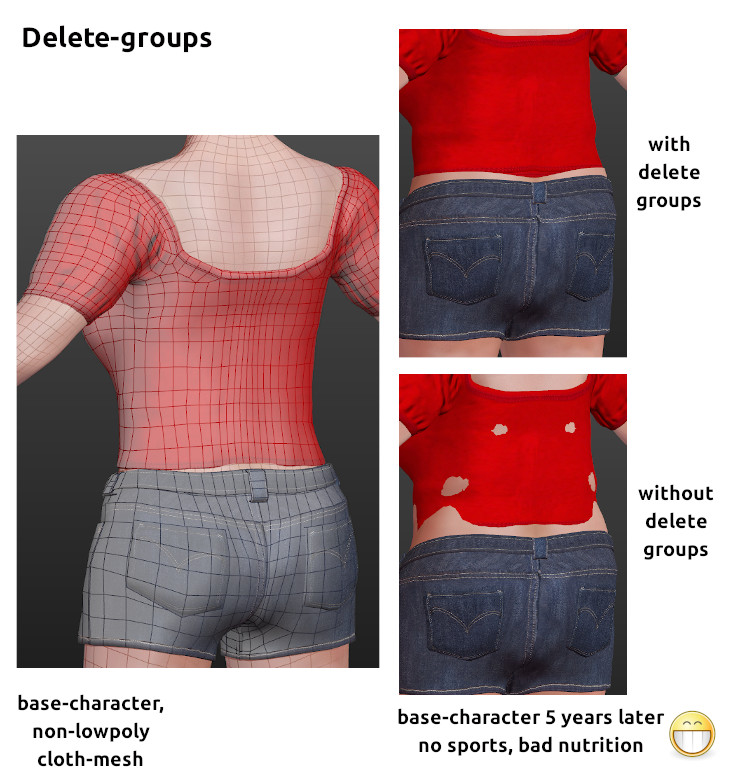 Delete-groups
with
delete
groups
without
delete
groups
base-character,
non-lowpoly
cloth-mesh
base-character 5 years later
no sports, bad nutrition